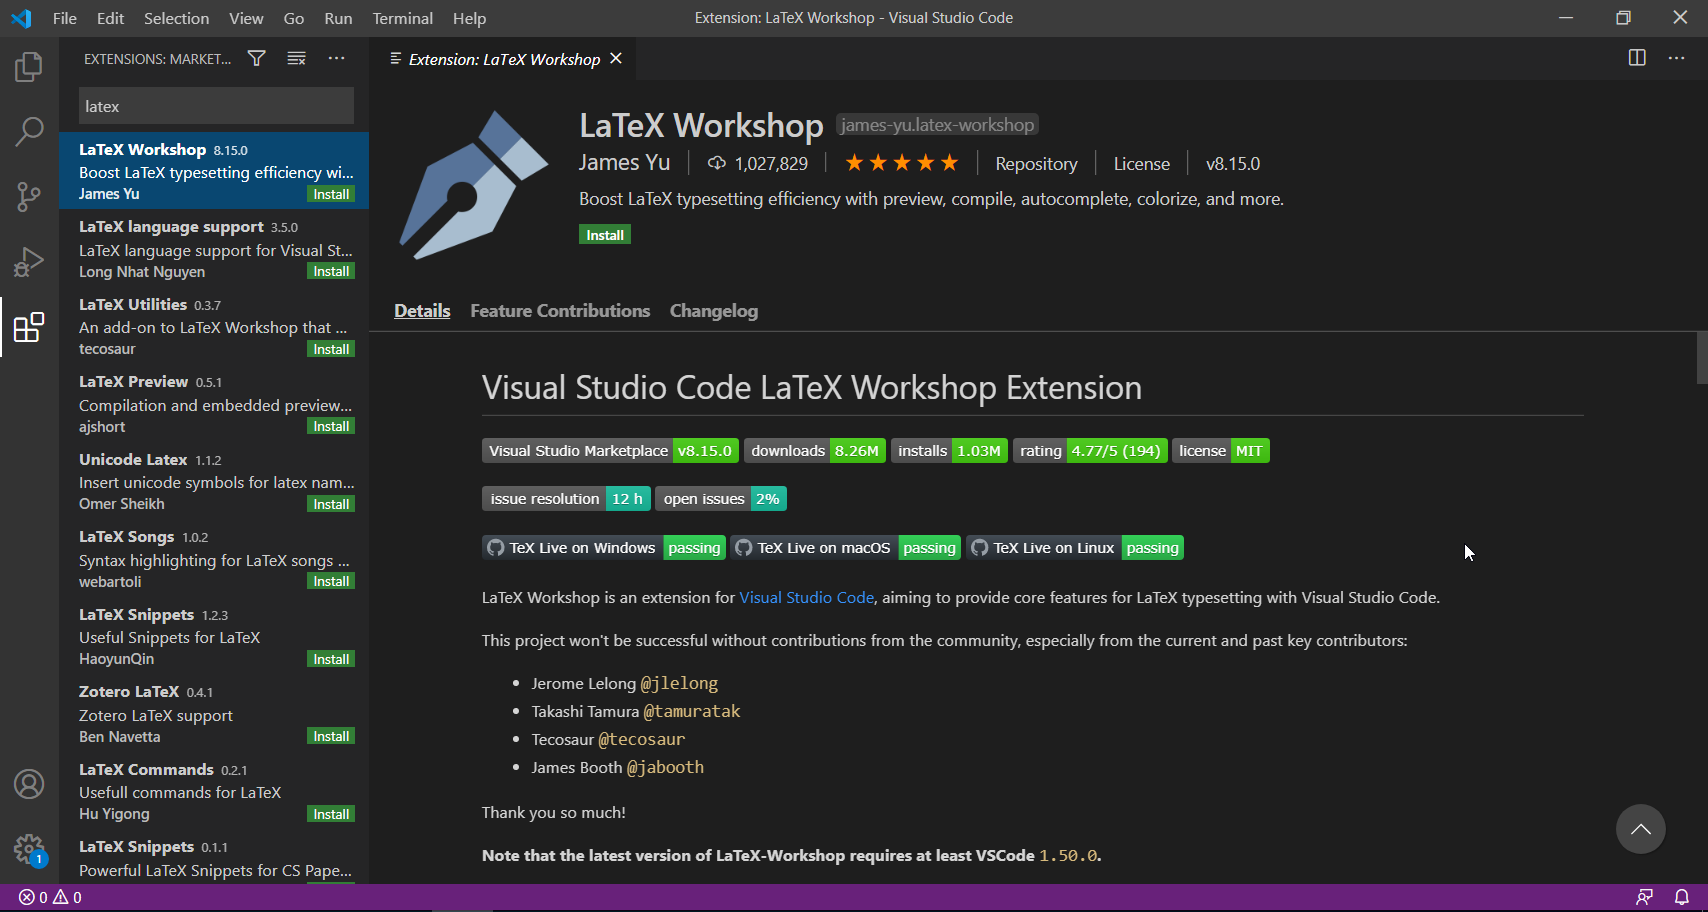 File Edit Selection View Go Run Terminal Help
Extension: LaTeX Workshop - Visual Studio Code
EXTENSIONS: MARKET...
latex
LaTeX Workshop 8.15.0
Boost LaTeX typesetting efficiency wi...
James Yu Install
LaTeX language support 3.5.0
LaTeX language support for Visual St...
Long Nhat Nguyen Install
LaTeX Utilities 0.3.7
An add-on to LaTeX Workshop that ...
tecosaur Install
LaTeX Preview 0.5.1
Compilation and embedded preview...
ajshort Install
Unicode Latex 1.1.2
Insert unicode symbols for latex nam...
Omer Sheikh Install
LaTeX Songs 1.0.2
Syntax highlighting for LaTeX songs ...
webartoli Install
LaTeX Snippets 1.2.3
Useful Snippets for LaTeX
HaoyunQin Install
Zotero LaTeX 0.4.1
Zotero LaTeX support
Ben Navetta Install
LaTeX Commands 0.2.1
Usefull commands for LaTeX
Hu Yigong Install
LaTeX Snippets 0.1.1
Powerful LaTeX Snippets for CS Pape...
Extension: LaTeX Workshop
LaTeX Workshop james-yu.latex-workshop
James Yu 1,027,829 Repository License v8.15.0
Boost LaTeX typesetting efficiency with preview, compile, autocomplete, colorize, and more.
Install
Details Feature Contributions Changelog
Visual Studio Code LaTeX Workshop Extension
Visual Studio Marketplace v8.15.0 downloads 8.26M installs 1.03M rating 4.77/5 (194) license MIT
issue resolution 12 h open issues 2%
TeX Live on Windows passing TeX Live on macOS passing TeX Live on Linux passing
LaTeX Workshop is an extension for Visual Studio Code, aiming to provide core features for LaTeX typesetting with Visual Studio Code.
This project won't be successful without contributions from the community, especially from the current and past key contributors:
• Jerome Lelong @jlelong
• Takashi Tamura @tamuratak
• Tecosaur @tecosaur
• James Booth @jabooth
Thank you so much!
Note that the latest version of LaTeX-Workshop requires at least VSCode 1.50.0.
1
0 0